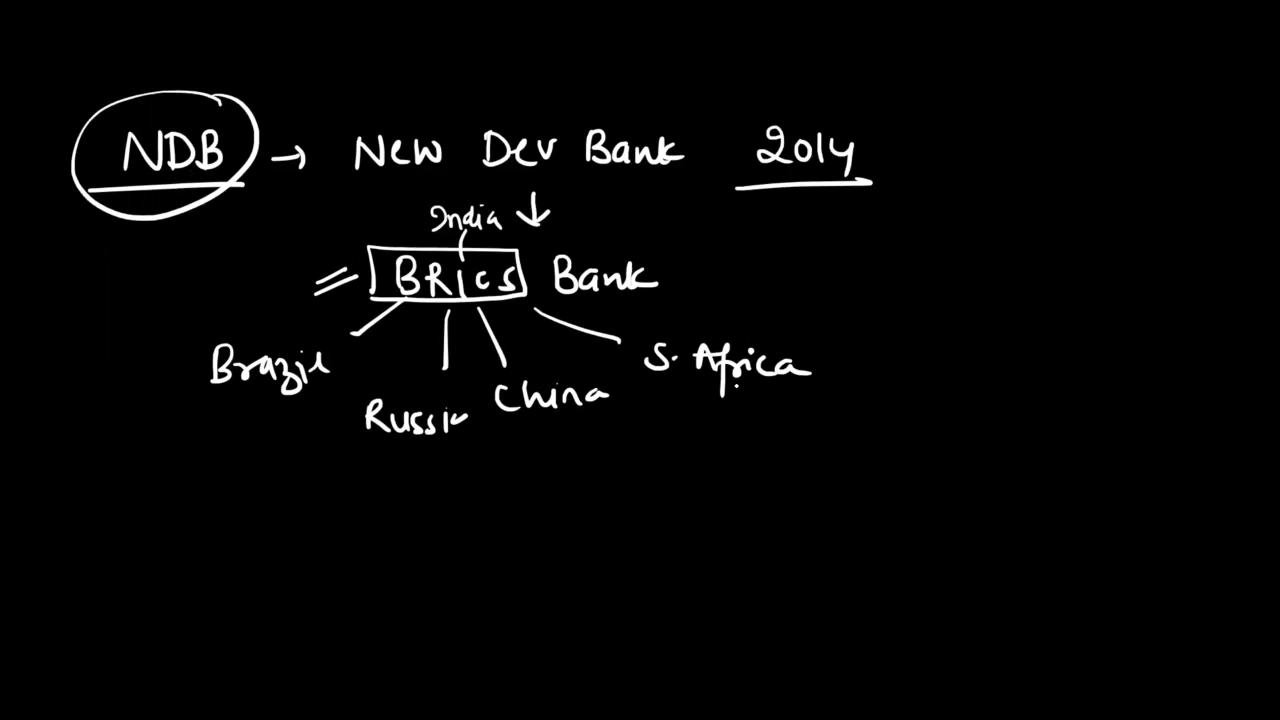 NDB → New Dev Bank 2014
India ↓
BRICS Bank
Brazil S. Africa
Russia China